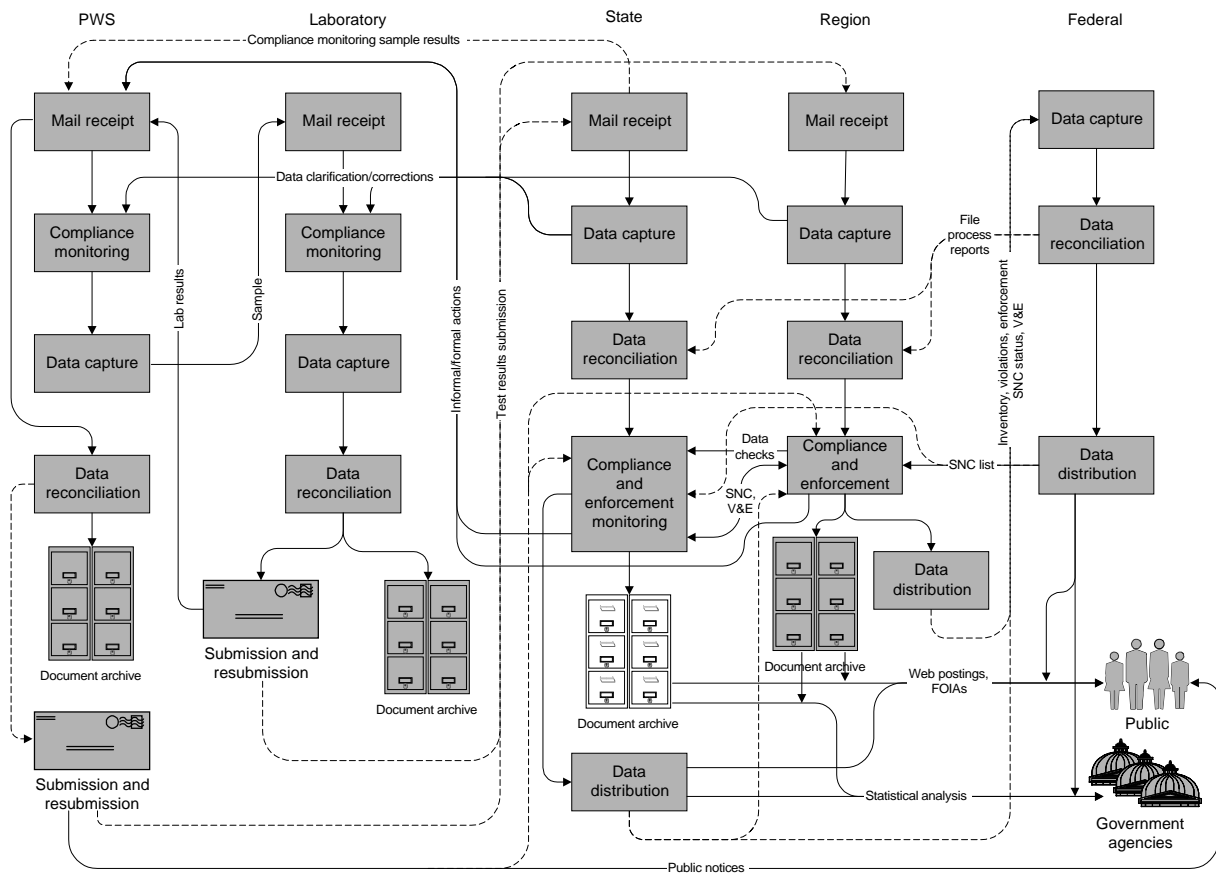 PWS
Laboratory
State
Region
Federal
Compliance monitoring sample results
Mail receipt
Mail receipt
Mail receipt
Mail receipt
Data capture
Data clarification/corrections
Compliance
monitoring
Compliance
monitoring
Data capture
Data capture
File
process
reports
Data
reconciliation
Lab results
Sample
Informal/formal actions
Test results submission
Inventory, violations, enforcement
SNC status, V&E
Data capture
Data capture
Data
reconciliation
Data
reconciliation
Data
reconciliation
Data
reconciliation
Compliance
and
enforcement
monitoring
Data
checks
SNC,
V&E
Compliance
and
enforcement
SNC list
Data
distribution
Data
distribution
Document archive
Submission and
resubmission
Document archive
Document archive
Document archive
Web postings,
FOIAs
Public
Submission and
resubmission
Data
distribution
Statistical analysis
Government
agencies
Public notices